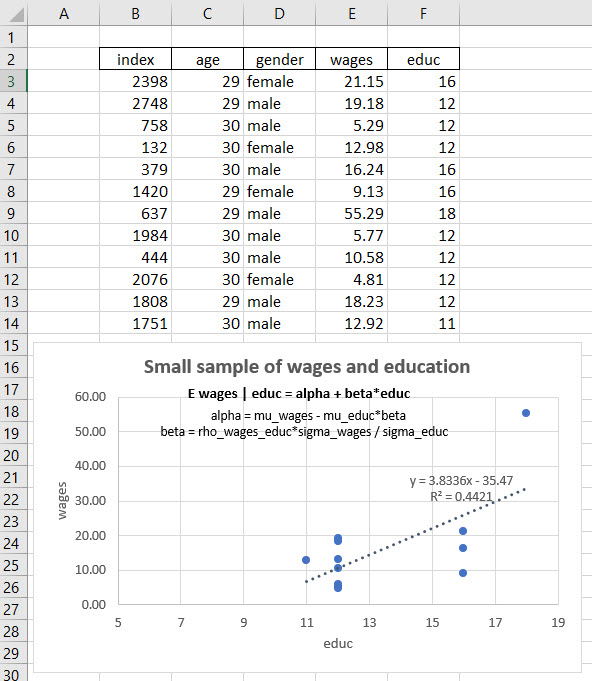 A B C D E F
1
2 index age gender wages educ
3 2398 29 female 21.15 16
4 2748 29 male 19.18 12
5 758 30 male 5.29 12
6 132 30 female 12.98 12
7 379 30 male 16.24 16
8 1420 29 female 9.13 16
9 637 29 male 55.29 18
10 1984 30 male 5.77 12
11 444 30 male 10.58 12
12 2076 30 female 4.81 12
13 1808 29 male 18.23 12
14 1751 30 male 12.92 11
15
16
17
18
19
20
21
22
23
24
25
26
27
28
29
30
Small sample of wages and education
E wages | educ = alpha + beta*educ
alpha = mu_wages - mu_educ*beta
beta = rho_wages_educ*sigma_wages / sigma_educ
y = 3.8336x - 35.47
R² = 0.4421
60.00
50.00
40.00
30.00
20.00
10.00
0.00
wages
5 7 9 11 13 15 17 19
educ